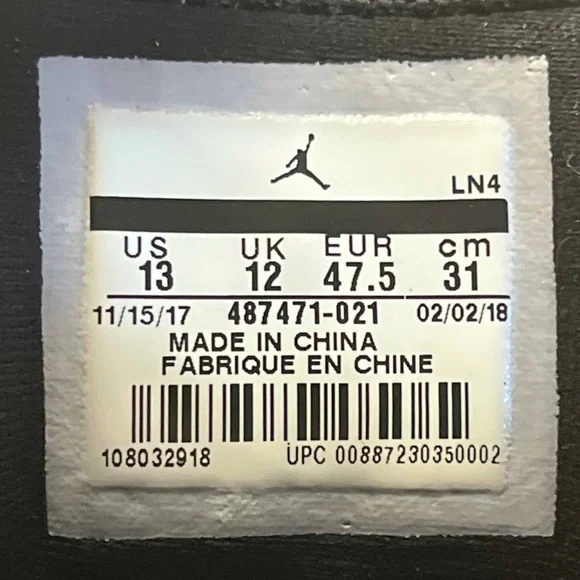 LN4
US UK EUR cm
13 12 47.5 31
11/15/17 487471-021 02/02/18
MADE IN CHINA
FABRIQUE EN CHINE
108032918 UPC 00887230350002